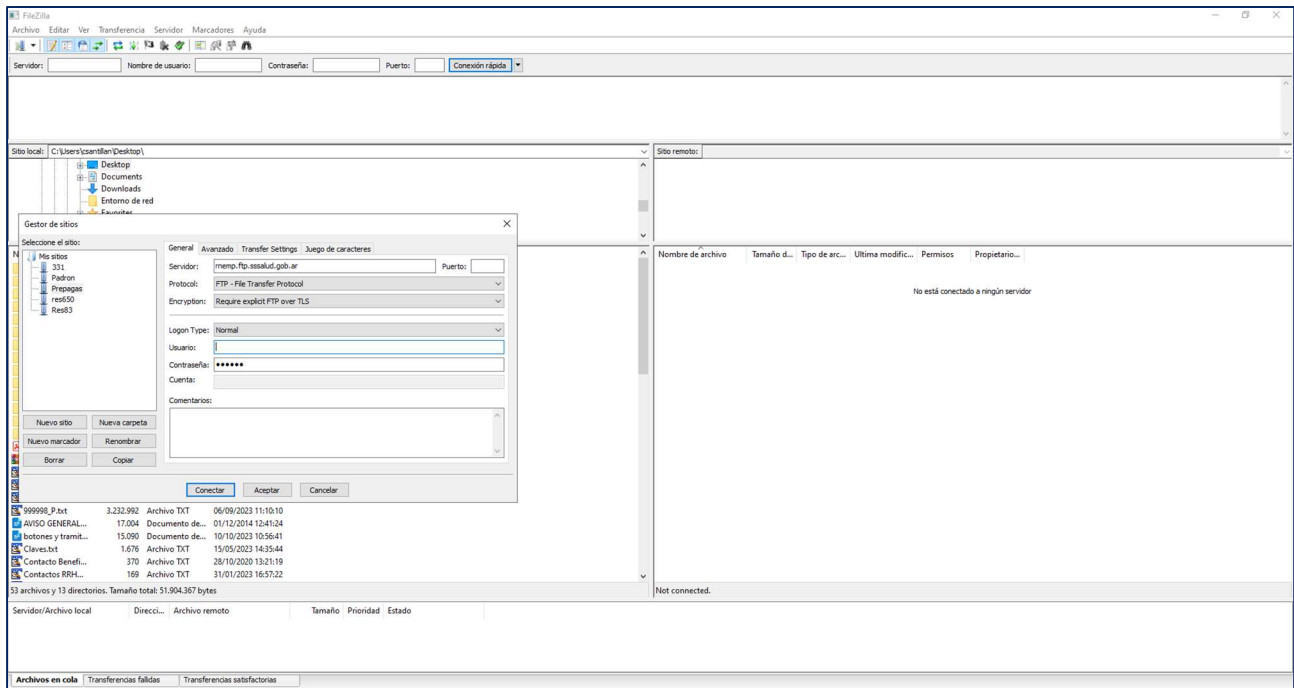 FileZilla
Archivo Editar Ver Transferencia Servidor Marcadores Ayuda
Servidor: Nombre de usuario: Contraseña: Puerto: Conexión rápida
Sitio local: C:\Users\csantillan\Desktop\
Sitio remoto:
Desktop
Documents
Downloads
Entorno de red
Favorites
Gestor de sitios
Seleccione el sitio:
Mis sitios
331
Padron
Prepagas
res650
Res83
Nuevo sitio Nueva carpeta
Nuevo marcador Renombrar
Borrar Copiar
General Avanzado Transfer Settings Juego de caracteres
Servidor: rnemp.ftp.sssalud.gob.ar Puerto:
Protocol: FTP - File Transfer Protocol
Encryption: Require explicit FTP over TLS
Logon Type: Normal
Usuario:
Contraseña: ●●●●●●
Cuenta:
Comentarios:
Conectar Aceptar Cancelar
N
Nombre de archivo Tamaño d... Tipo de arc... Ultima modific... Permisos Propietario...
No está conectado a ningún servidor
999998_P.txt 3.232.992 Archivo TXT 06/09/2023 11:10:10
AVISO GENERAL... 17.004 Documento de... 01/12/2014 12:41:24
botones y tramit... 15.090 Documento de... 10/10/2023 10:56:41
Claves.txt 1.676 Archivo TXT 15/05/2023 14:35:44
Contacto Benefi... 370 Archivo TXT 28/10/2020 13:21:19
Contactos RRH... 169 Archivo TXT 31/01/2023 16:57:22
53 archivos y 13 directorios. Tamaño total: 51.904.367 bytes
Not connected.
Servidor/Archivo local Direcci... Archivo remoto Tamaño Prioridad Estado
Archivos en cola Transferencias fallidas Transferencias satisfactorias